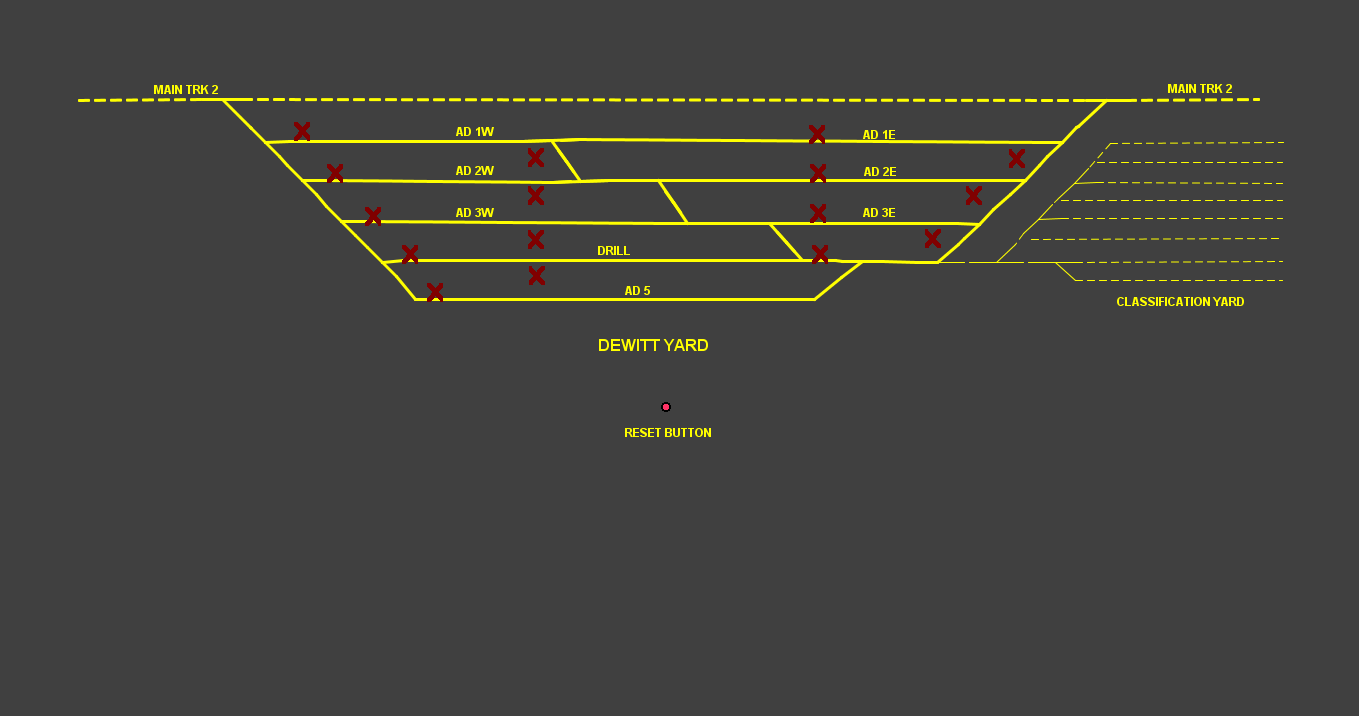 MAIN TRK 2
MAIN TRK 2
AD 1W
AD 1E
AD 2W
AD 2E
AD 3W
AD 3E
DRILL
AD 5
CLASSIFICATION YARD
DEWITT YARD
RESET BUTTON